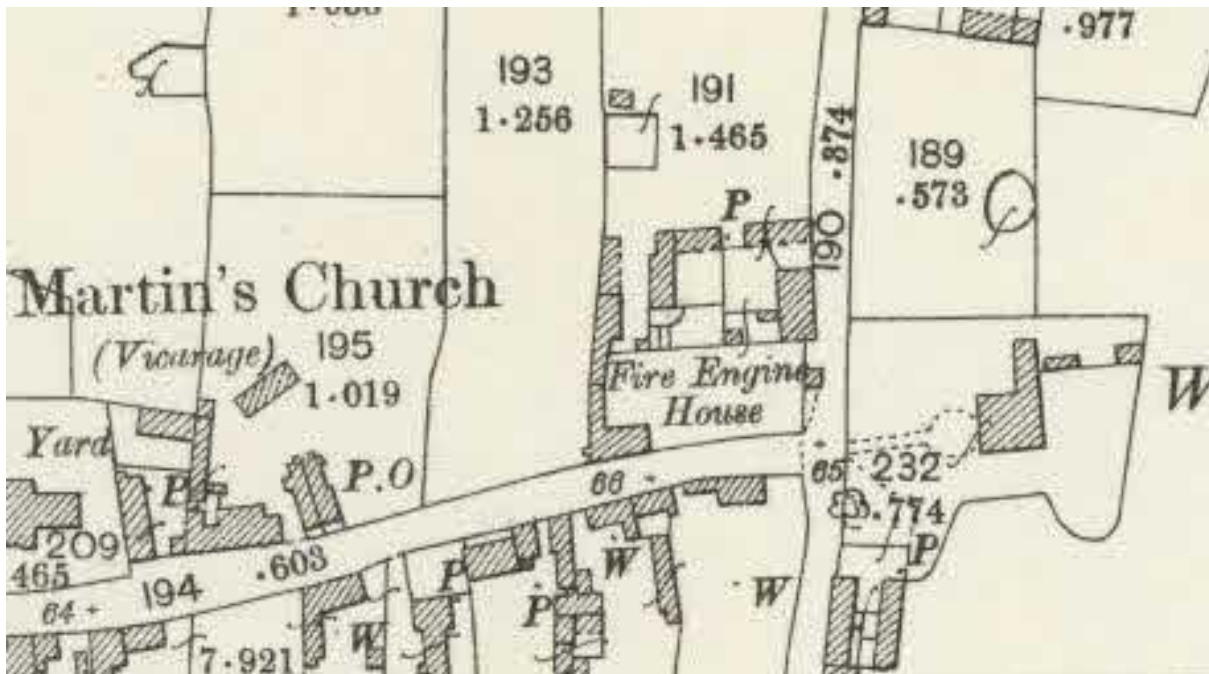 .977
193
1.256
191
1.465
.874
190
189
.573
P
Martin's Church
(Vicarage)
195
1.019
Fire Engine
House
W
Yard
P
P.O
66
65
232
.774
P
209
465
.603
194
64
P
W
P
W
W
7.921